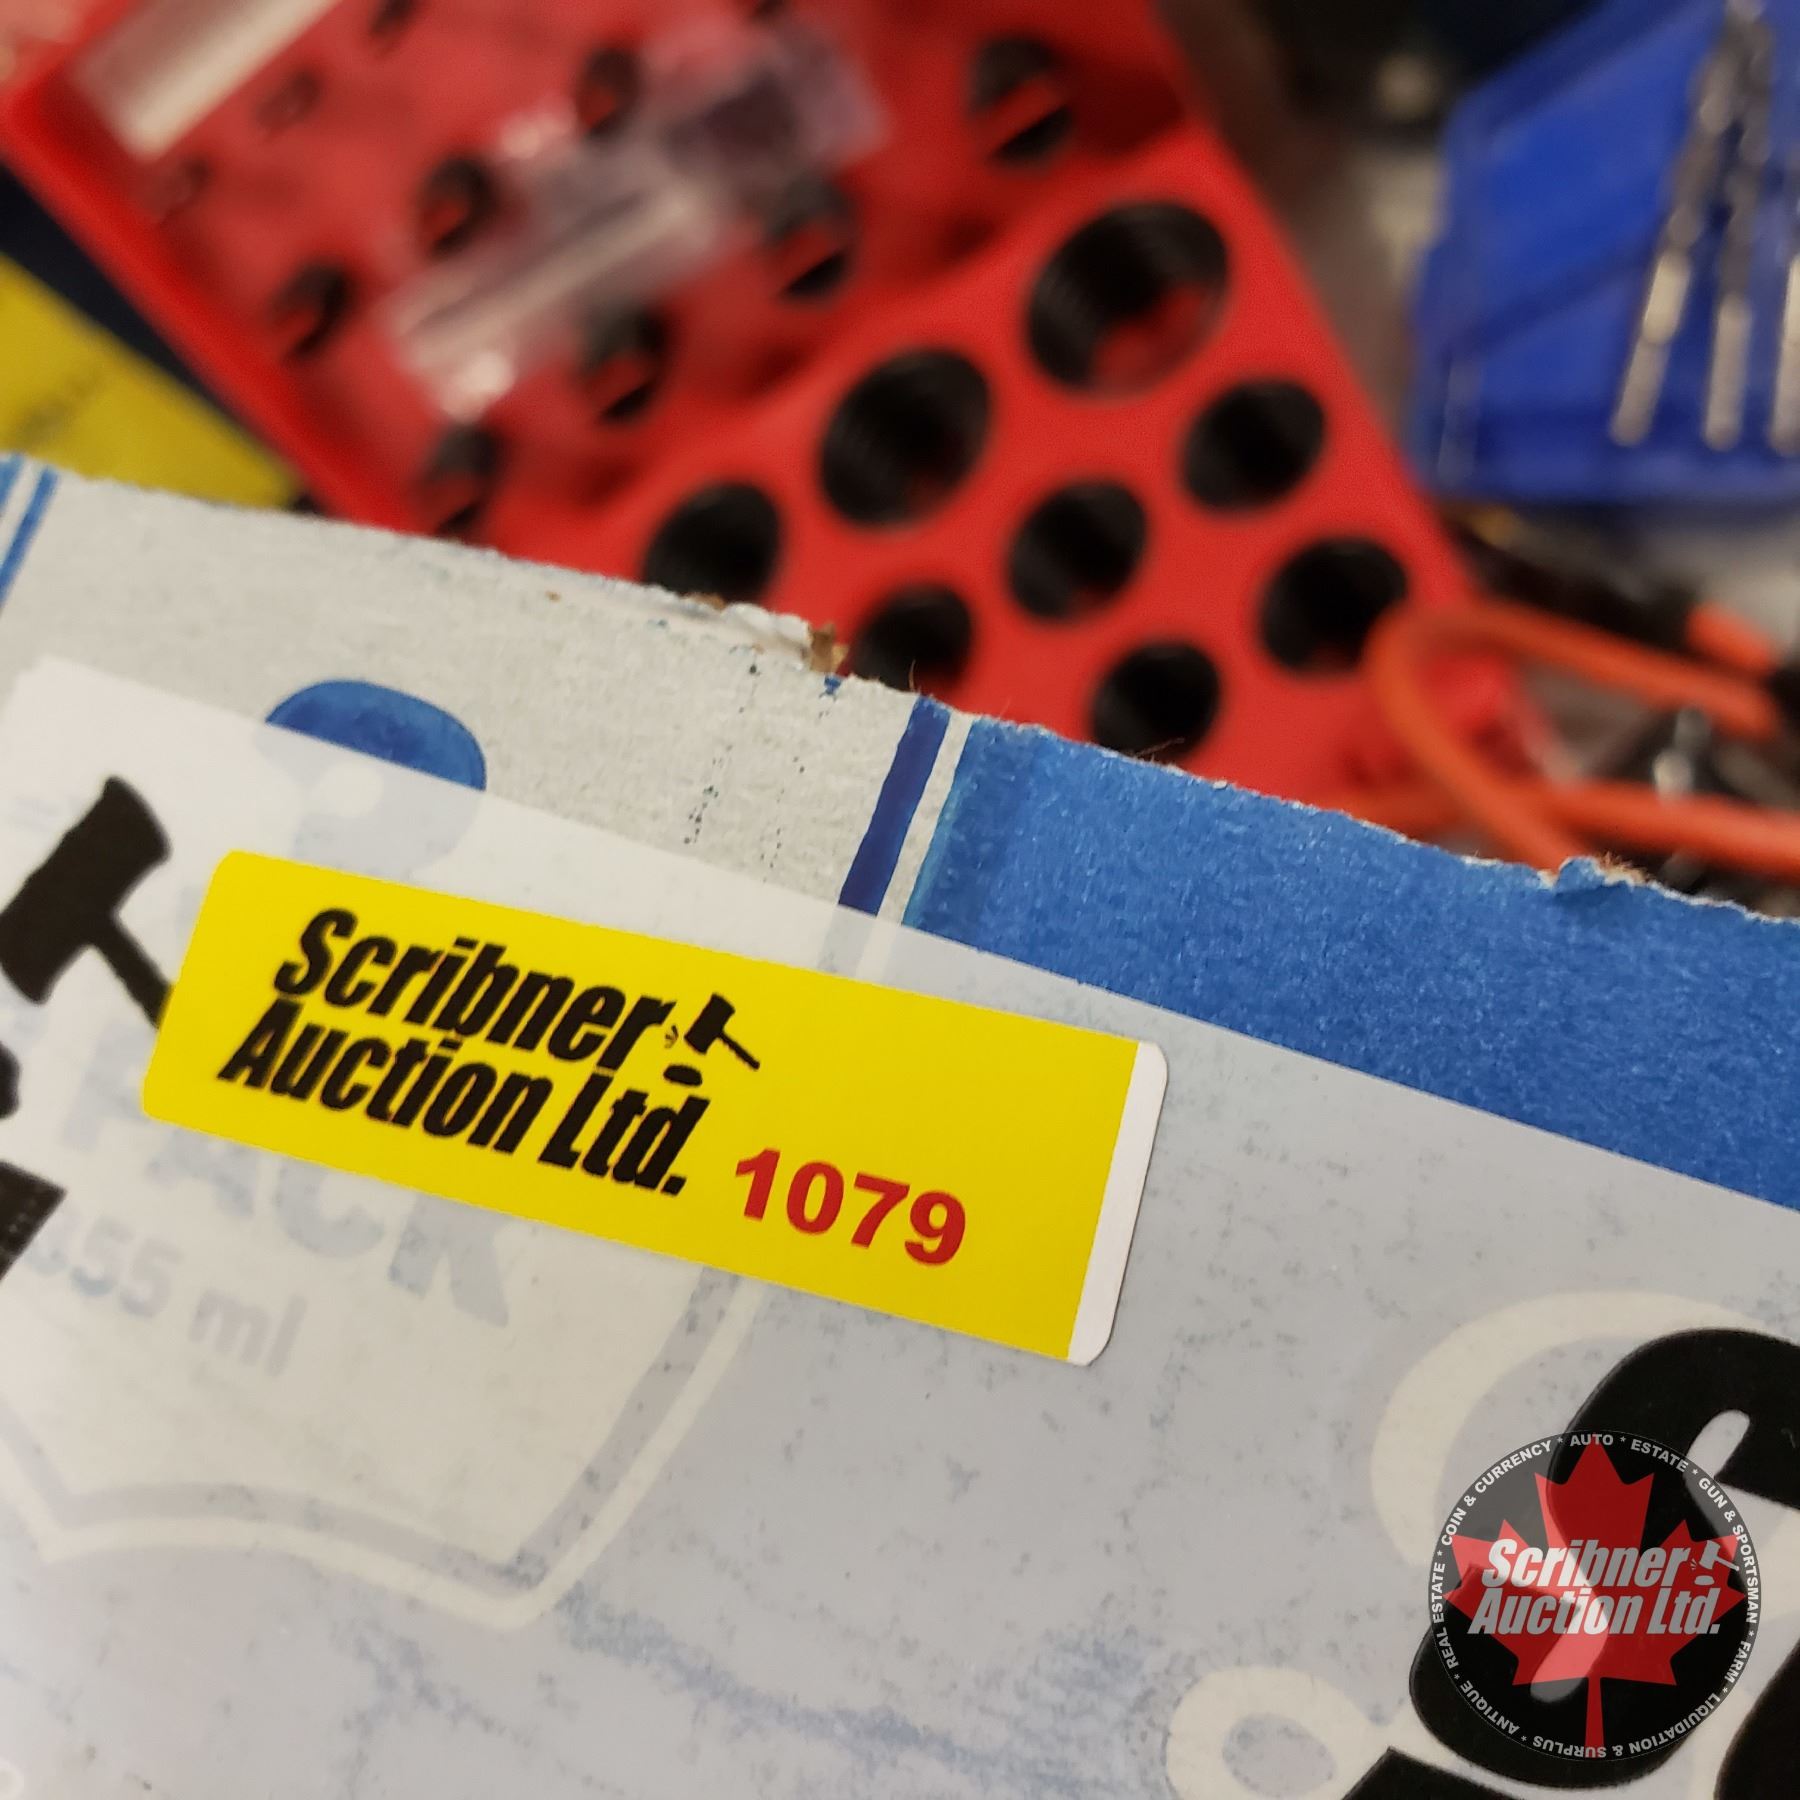 Scribner
Auction Ltd.
1079
PACK
355 ml
COIN & CURRENCY * AUTO * ESTATE * GUN & SPORTSMAN * FARM * LIQUIDATION & SURPLUS * ANTIQUE * REAL ESTATE *
Scribner
Auction Ltd.